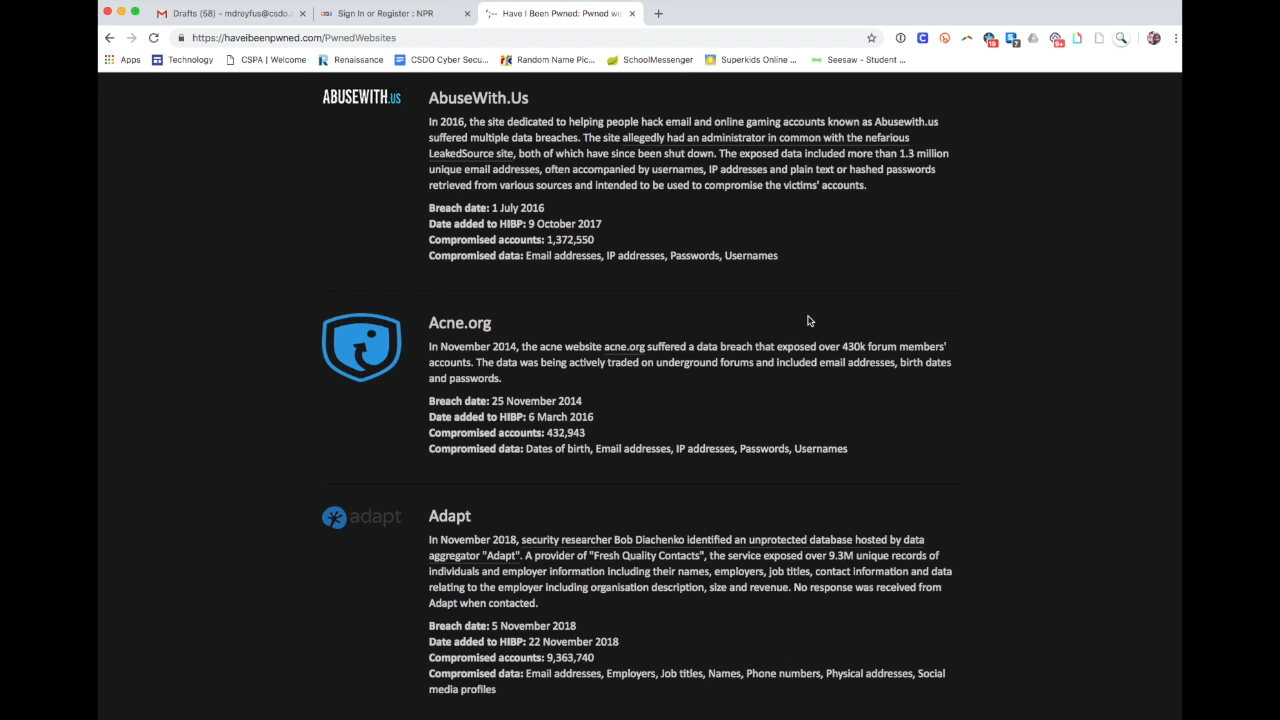 Drafts (58) - mdreyfus@csdo.
Sign In or Register : NPR
Have I Been Pwned: Pwned we
https://haveibeenpwned.com/PwnedWebsites
Apps
Technology
CSPA | Welcome
Renaissance
CSDO Cyber Secu...
Random Name Pic...
SchoolMessenger
Superkids Online ...
Seesaw - Student ...
ABUSEWITH.US
AbuseWith.Us
In 2016, the site dedicated to helping people hack email and online gaming accounts known as Abusewith.us
suffered multiple data breaches. The site allegedly had an administrator in common with the nefarious
LeakedSource site, both of which have since been shut down. The exposed data included more than 1.3 million
unique email addresses, often accompanied by usernames, IP addresses and plain text or hashed passwords
retrieved from various sources and intended to be used to compromise the victims' accounts.
Breach date: 1 July 2016
Date added to HIBP: 9 October 2017
Compromised accounts: 1,372,550
Compromised data: Email addresses, IP addresses, Passwords, Usernames
Acne.org
In November 2014, the acne website acne.org suffered a data breach that exposed over 430k forum members'
accounts. The data was being actively traded on underground forums and included email addresses, birth dates
and passwords.
Breach date: 25 November 2014
Date added to HIBP: 6 March 2016
Compromised accounts: 432,943
Compromised data: Dates of birth, Email addresses, IP addresses, Passwords, Usernames
adapt
Adapt
In November 2018, security researcher Bob Diachenko identified an unprotected database hosted by data
aggregator "Adapt". A provider of "Fresh Quality Contacts", the service exposed over 9.3M unique records of
individuals and employer information including their names, employers, job titles, contact information and data
relating to the employer including organisation description, size and revenue. No response was received from
Adapt when contacted.
Breach date: 5 November 2018
Date added to HIBP: 22 November 2018
Compromised accounts: 9,363,740
Compromised data: Email addresses, Employers, Job titles, Names, Phone numbers, Physical addresses, Social
media profiles